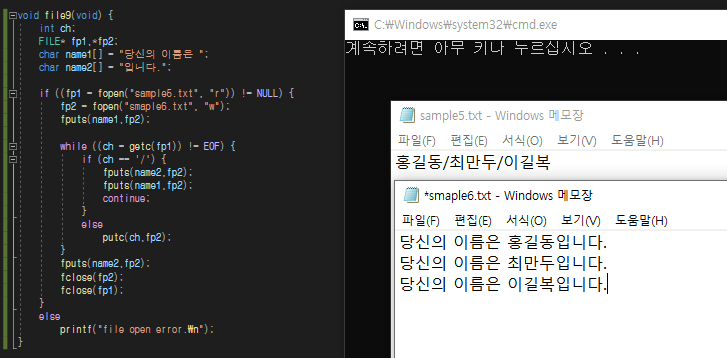 void file9(void) {
int ch;
FILE* fp1,*fp2;
char name1[] = "당신의 이름은 ";
char name2[] = "입니다.";
if ((fp1 = fopen("sample6.txt", "r")) != NULL) {
fp2 = fopen("smaple6.txt", "w");
fputs(name1,fp2);
while ((ch = getc(fp1)) != EOF) {
if (ch == '/') {
fputs(name2,fp2);
fputs(name1,fp2);
continue;
}
else
putc(ch,fp2);
}
fputs(name2,fp2);
fclose(fp2);
fclose(fp1);
}
else
printf("file open error.₩n");
}
C:₩Windows₩system32₩cmd.exe
계속하려면 아무 키나 누르십시오 . . .
sample5.txt - Windows 메모장
파일(F) 편집(E) 서식(O) 보기(V) 도움말(H)
홍길동/최만두/이길복
*smaple6.txt - Windows 메모장
파일(F) 편집(E) 서식(O) 보기(V) 도움말(H)
당신의 이름은 홍길동입니다.
당신의 이름은 최만두입니다.
당신의 이름은 이길복입니다.